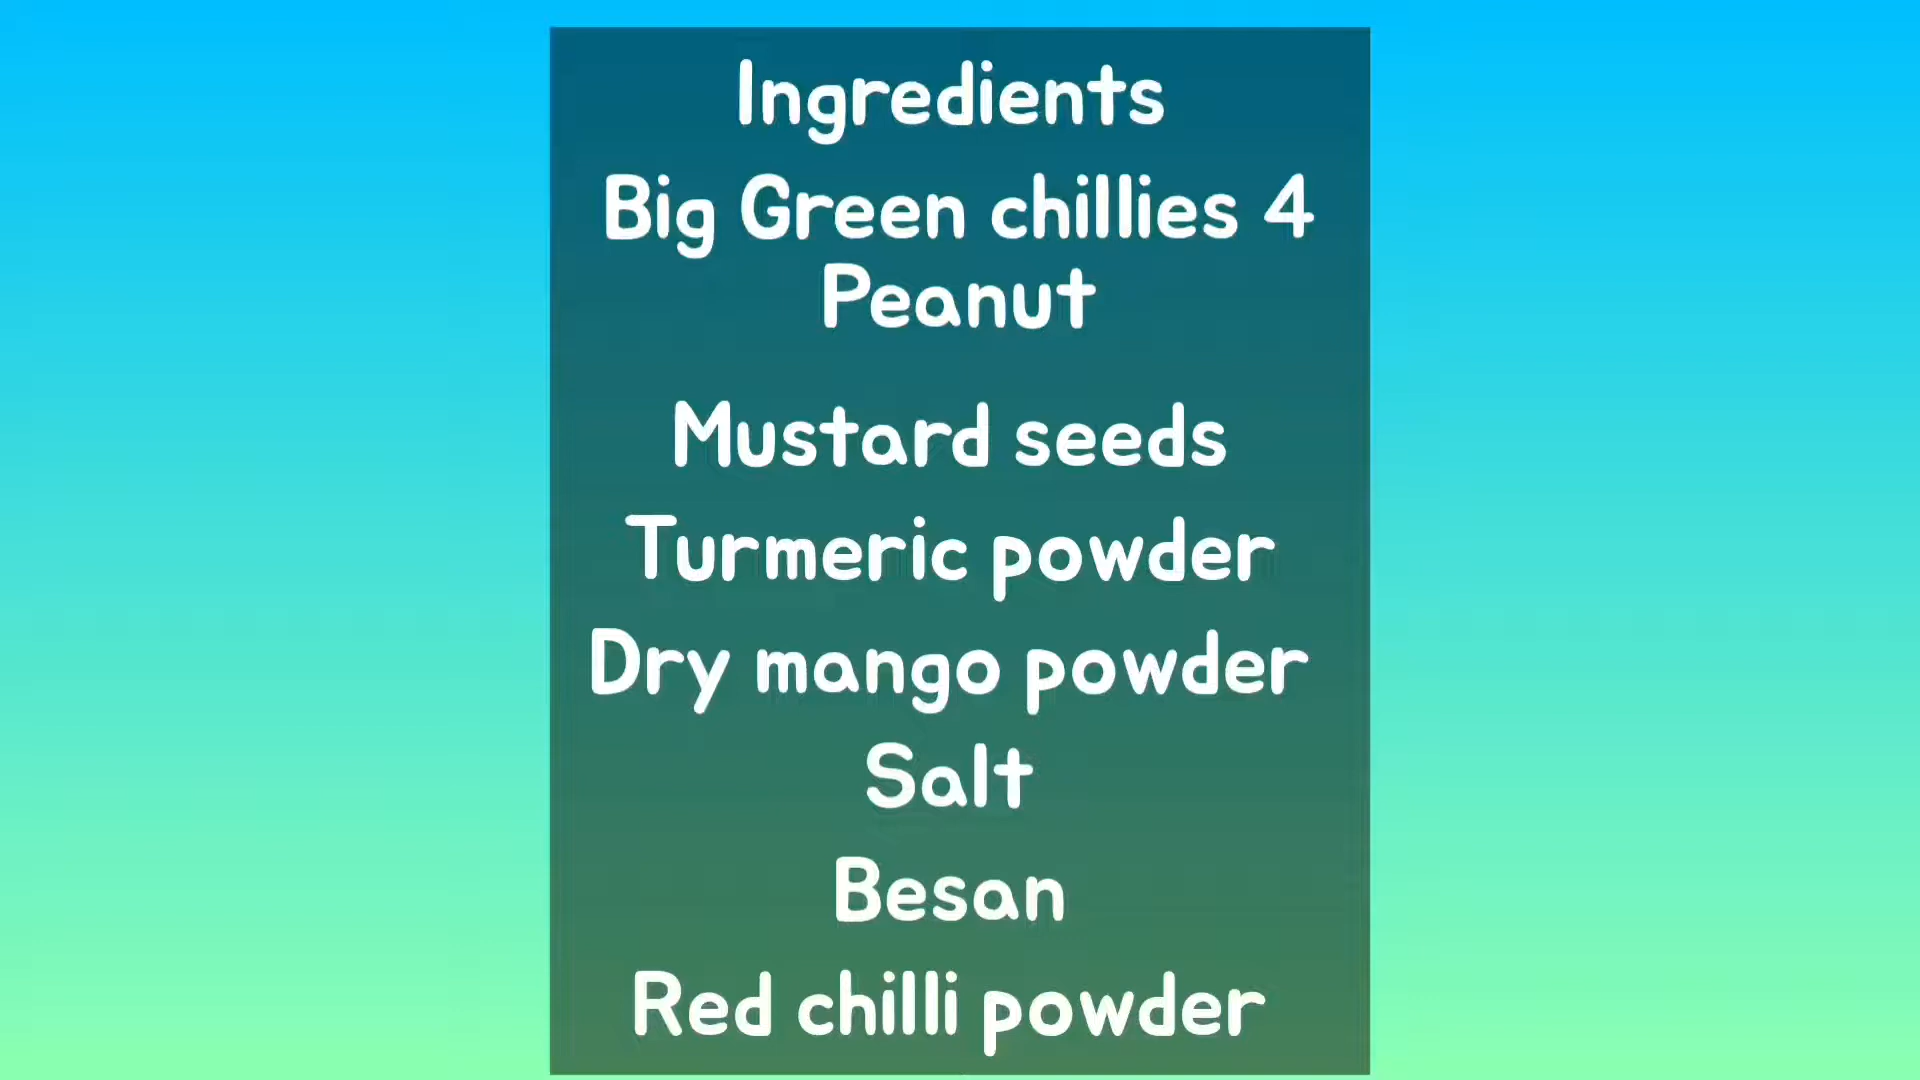 Ingredients
Big Green chillies 4
Peanut
Mustard seeds
Turmeric powder
Dry mango powder
Salt
Besan
Red chilli powder